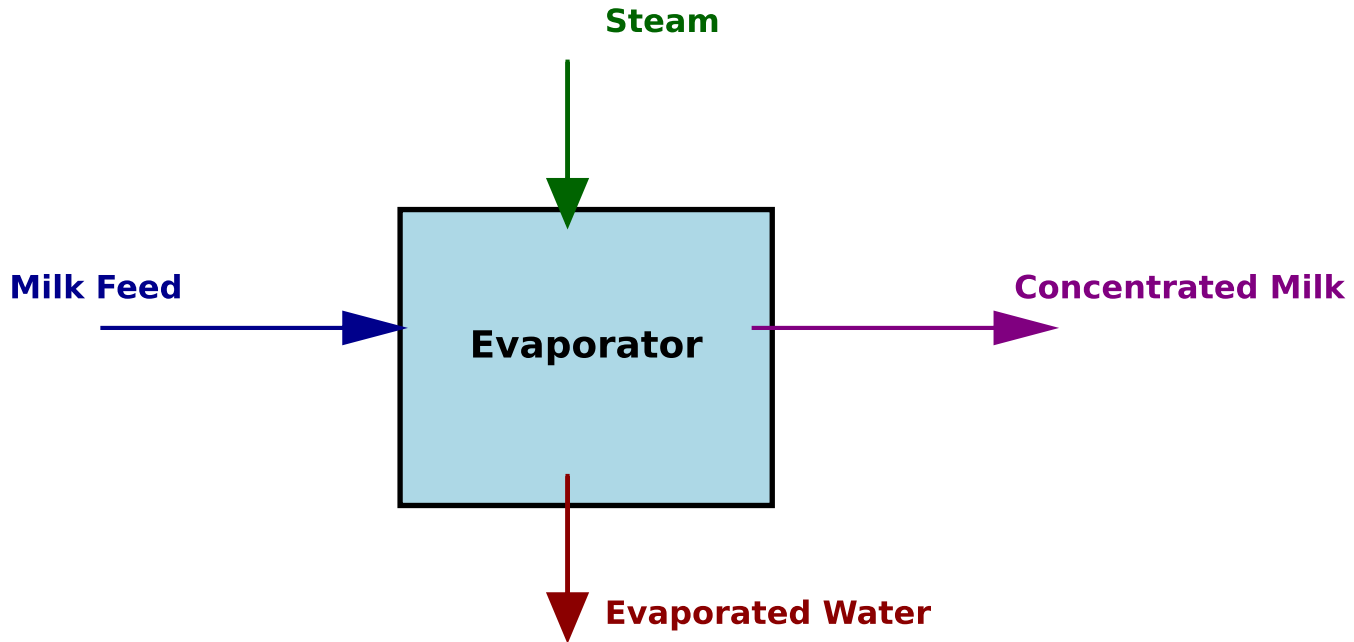 Steam
Milk Feed
Concentrated Milk
Evaporator
Evaporated Water